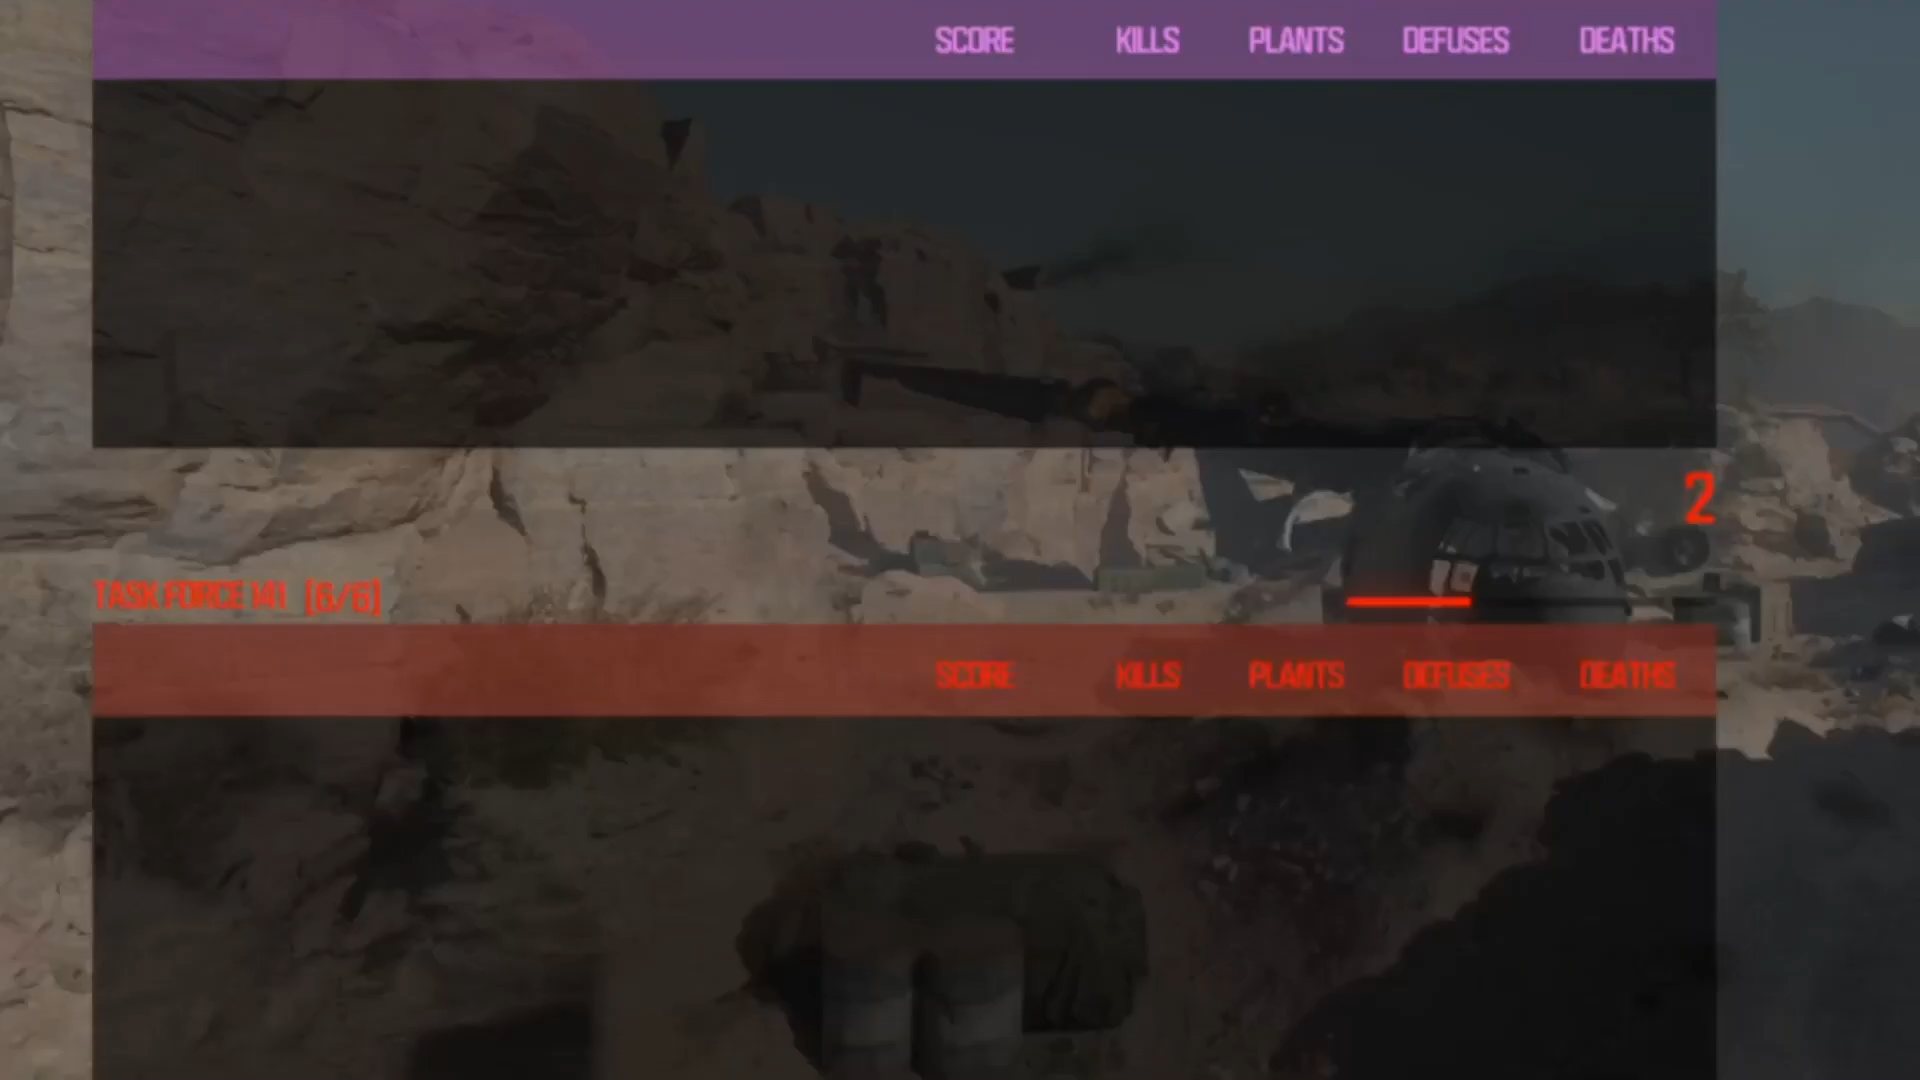 SCORE KILLS PLANTS DEFUSES DEATHS
2
TASK FORCE 141 [6/6]
SCORE KILLS PLANTS DEFUSES DEATHS